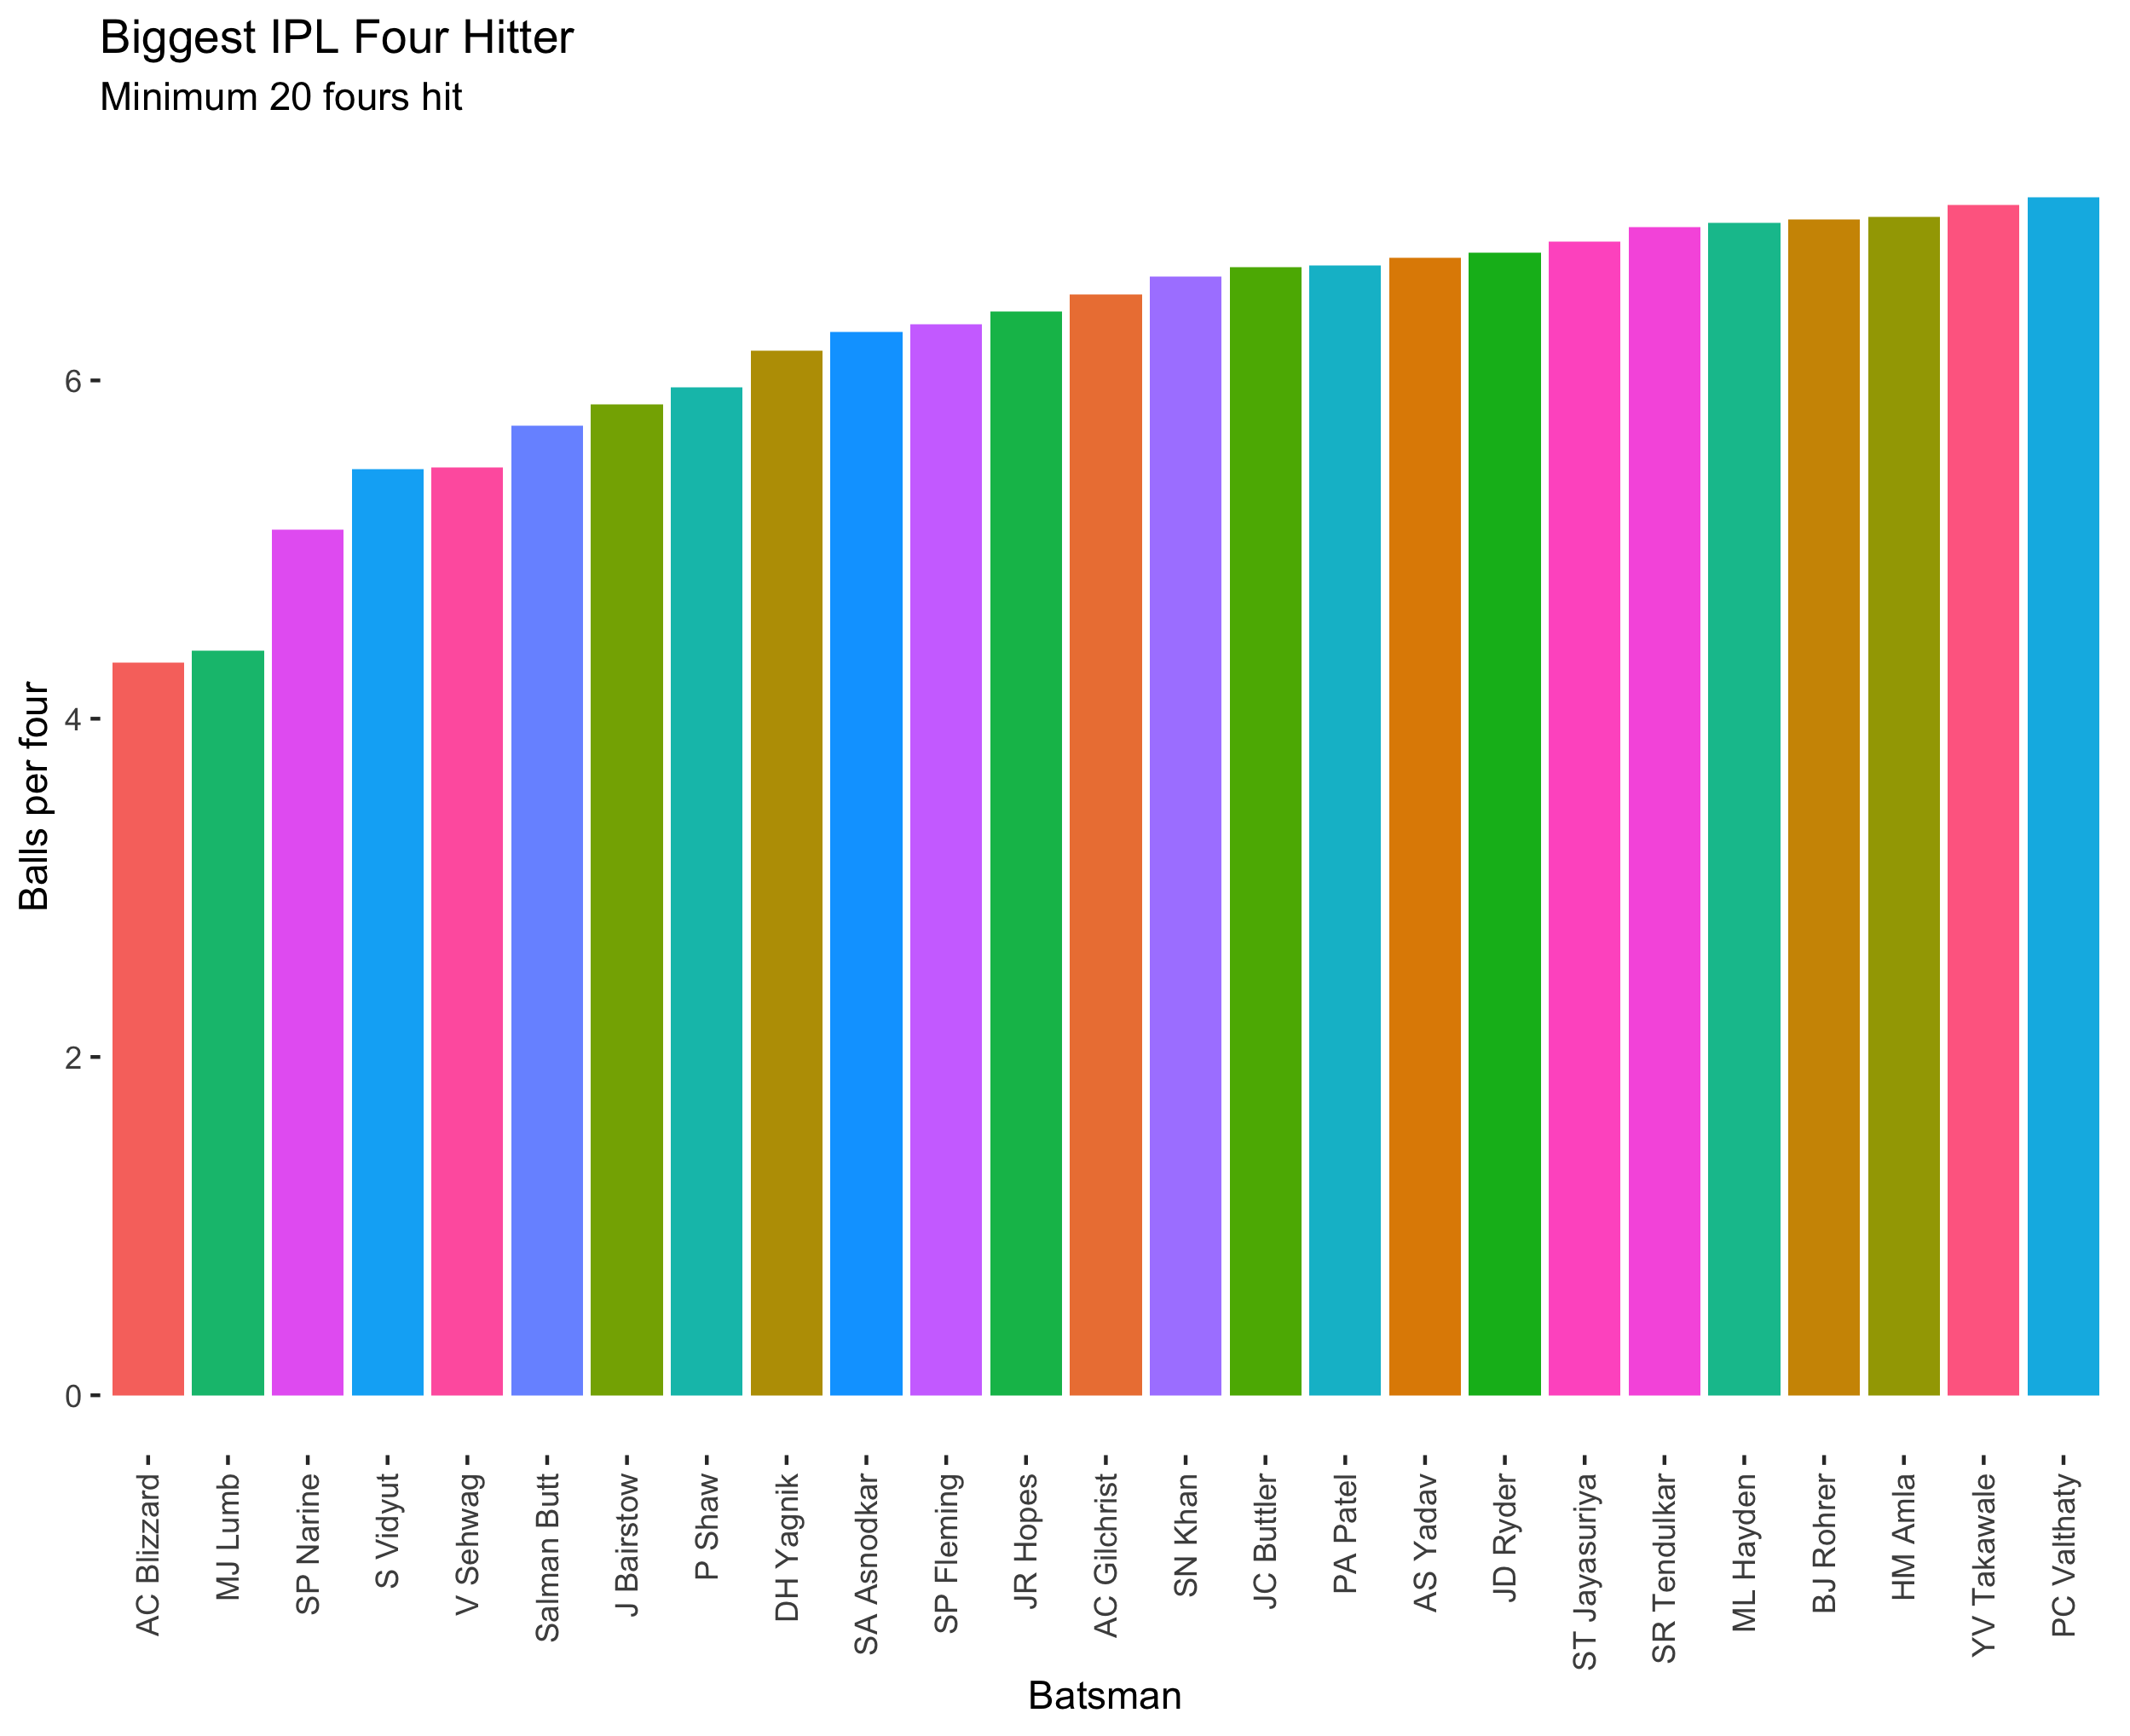 Biggest IPL Four Hitter
Minimum 20 fours hit
Balls per four
6
4
2
0
AC Blizzard
MJ Lumb
SP Narine
S Vidyut
V Sehwag
Salman Butt
J Bairstow
P Shaw
DH Yagnik
SA Asnodkar
SP Fleming
JR Hopes
AC Gilchrist
SN Khan
JC Buttler
PA Patel
AS Yadav
JD Ryder
ST Jayasuriya
SR Tendulkar
ML Hayden
BJ Rohrer
HM Amla
YV Takawale
PC Valthaty
Batsman